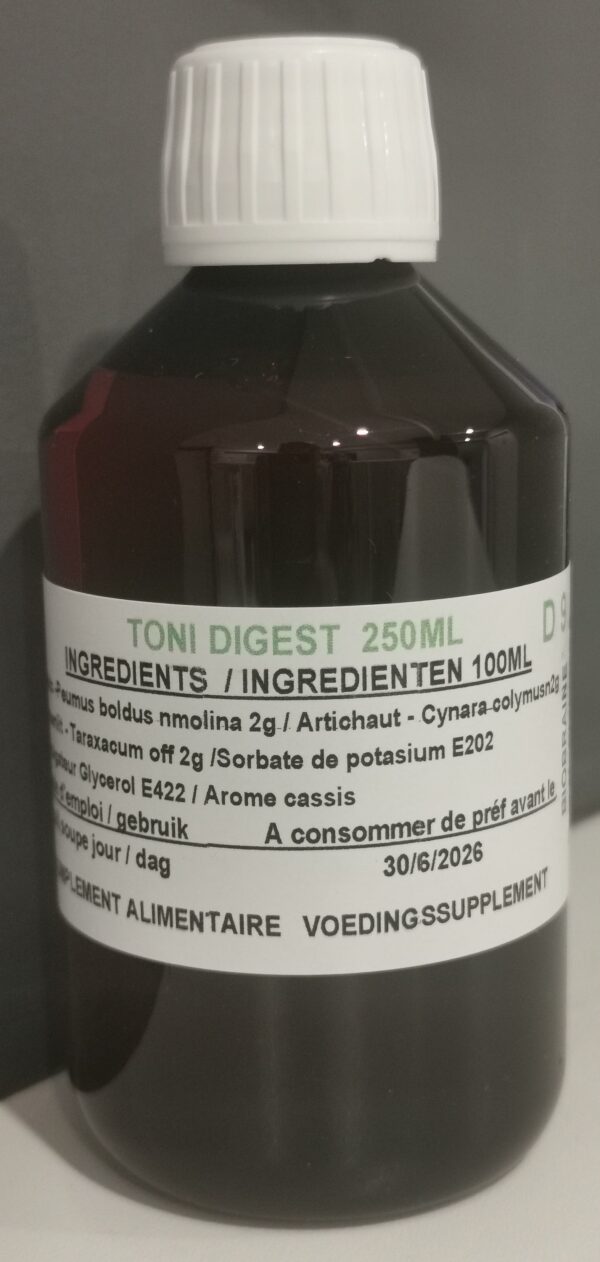 TONI DIGEST 250ML
INGREDIENTS / INGREDIENTEN 100ML
Peumus boldus nmolina 2g / Artichaut - Cynara colymusn2g
-Taraxacum off 2g /Sorbate de potasium E202
Glycerol E422 / Arome cassis
d'emploi / gebruik
A consommer de préf avant le
soupe jour / dag
30/6/2026
ALIMENTAIRE VOEDINGSSUPPLEMENT
D